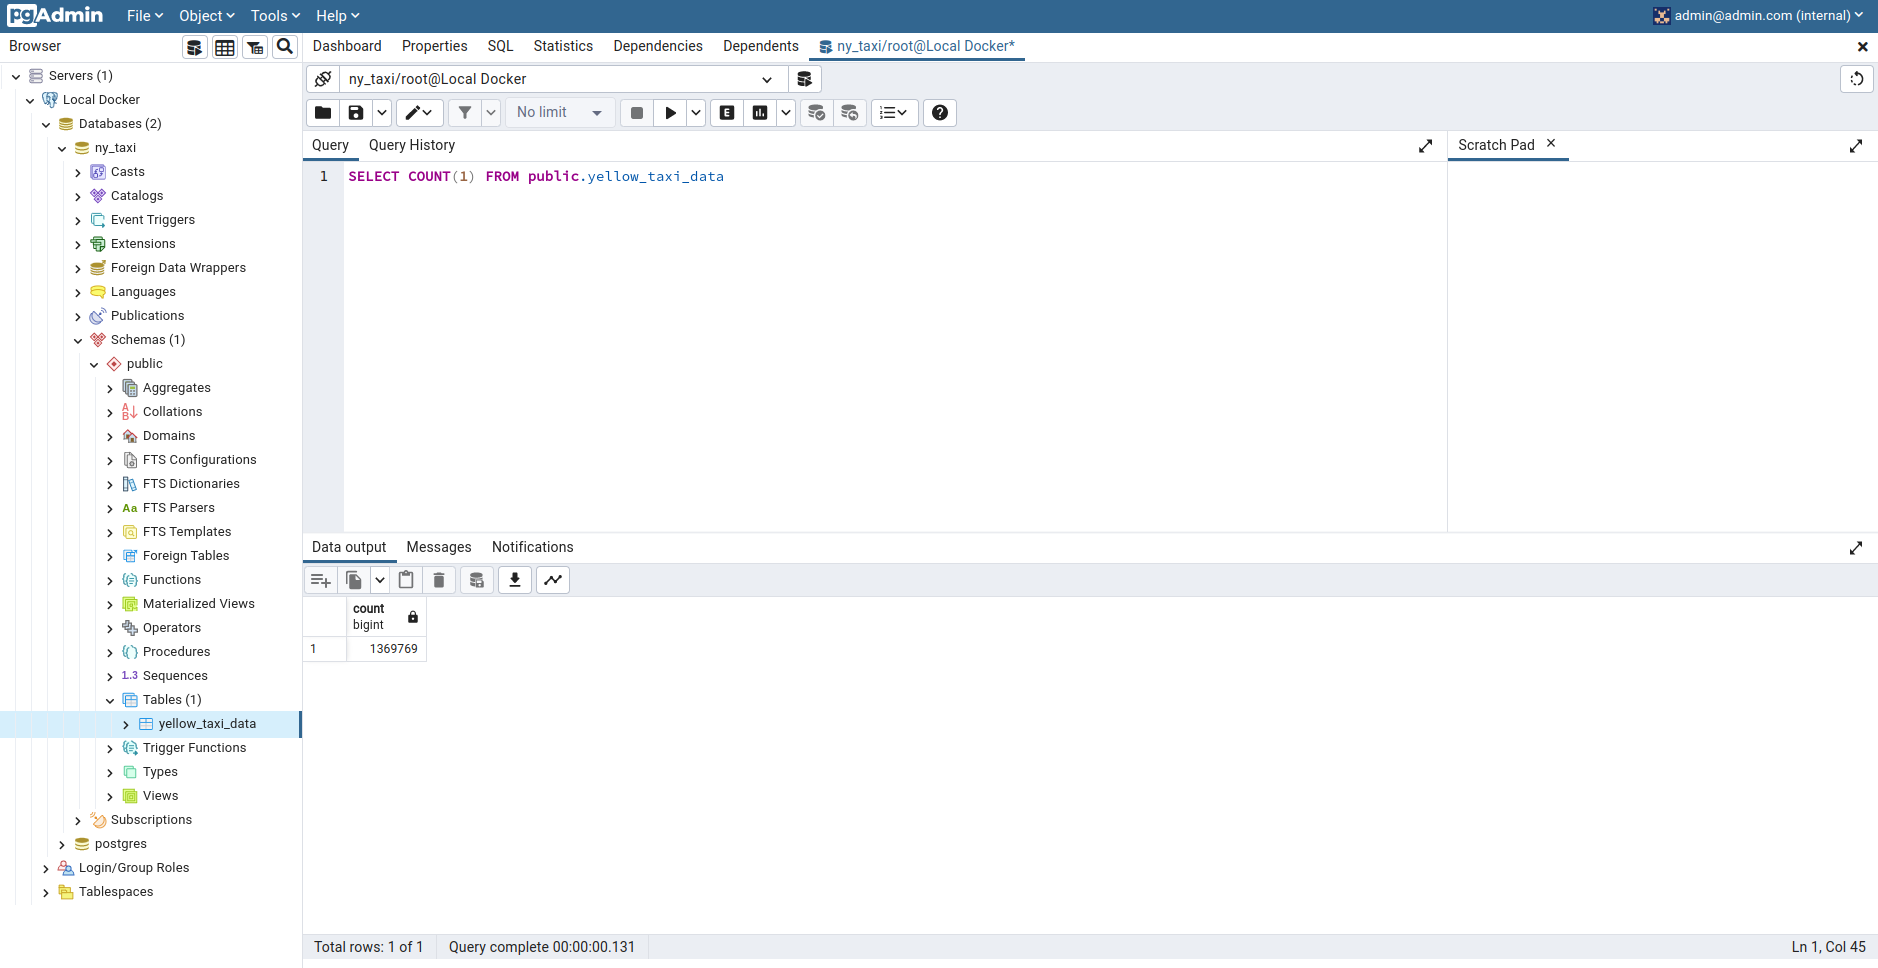 pgAdmin File Object Tools Help admin@admin.com (internal)
Browser
Dashboard Properties SQL Statistics Dependencies Dependents ny_taxi/root@Local Docker*
Servers (1)
Local Docker
Databases (2)
ny_taxi
Casts
Catalogs
Event Triggers
Extensions
Foreign Data Wrappers
Languages
Publications
Schemas (1)
public
Aggregates
Collations
Domains
FTS Configurations
FTS Dictionaries
Aa FTS Parsers
FTS Templates
Foreign Tables
Functions
Materialized Views
Operators
Procedures
1..3 Sequences
Tables (1)
yellow_taxi_data
Trigger Functions
Types
Views
Subscriptions
postgres
Login/Group Roles
Tablespaces
ny_taxi/root@Local Docker
No limit E
Query Query History
Scratch Pad
1 SELECT COUNT(1) FROM public.yellow_taxi_data
Data output Messages Notifications
count
bigint
1 1369769
Total rows: 1 of 1 Query complete 00:00:00.131 Ln 1, Col 45